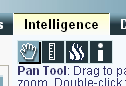 s Intelligence D
Pan Tool: Drag to pa
zoom. Double-click